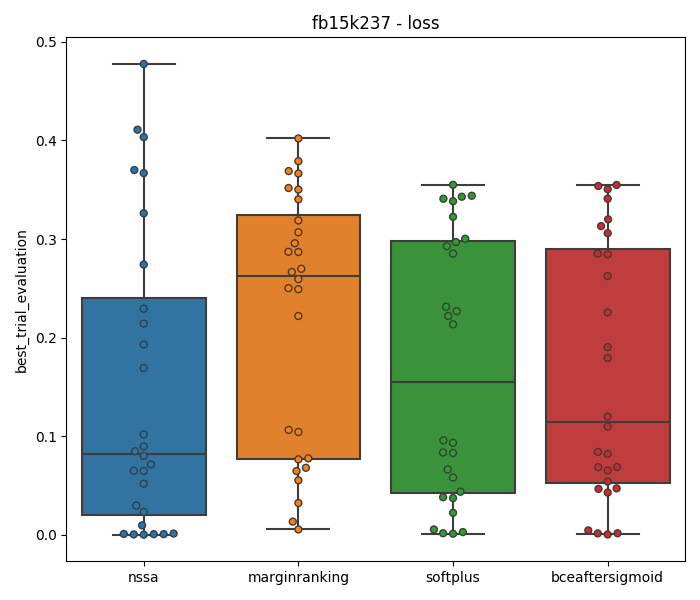 fb15k237 - loss
best_trial_evaluation
0.5
0.4
0.3
0.2
0.1
0.0
nssa marginranking softplus bceaftersigmoid